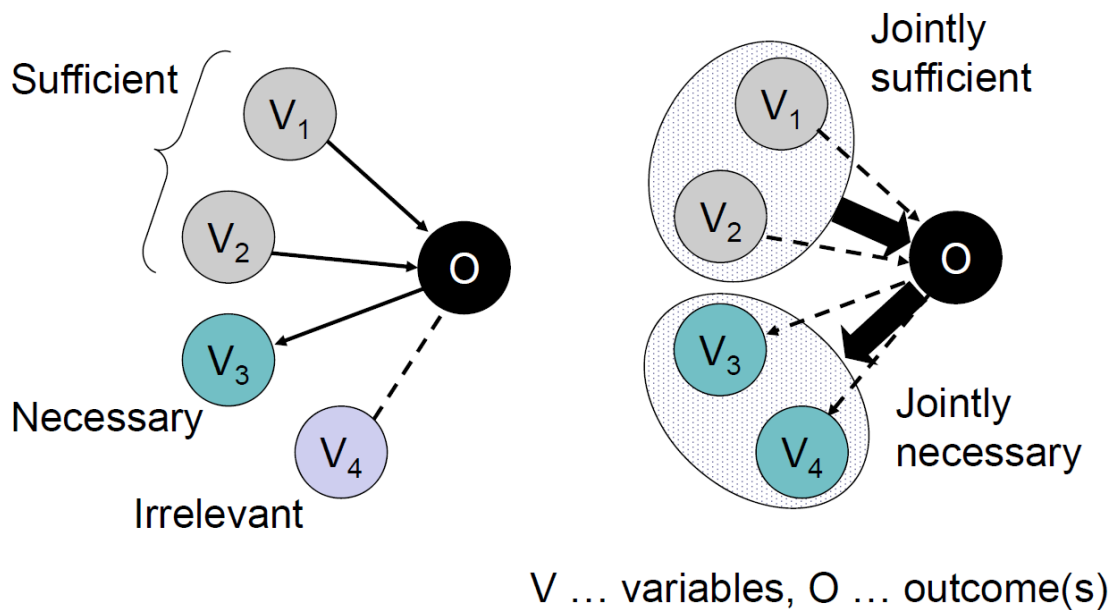 Sufficient
V1
V2
O
V3
Necessary
V4
Irrelevant
Jointly
sufficient
V1
V2
O
V3
V4
Jointly
necessary
V … variables, O … outcome(s)